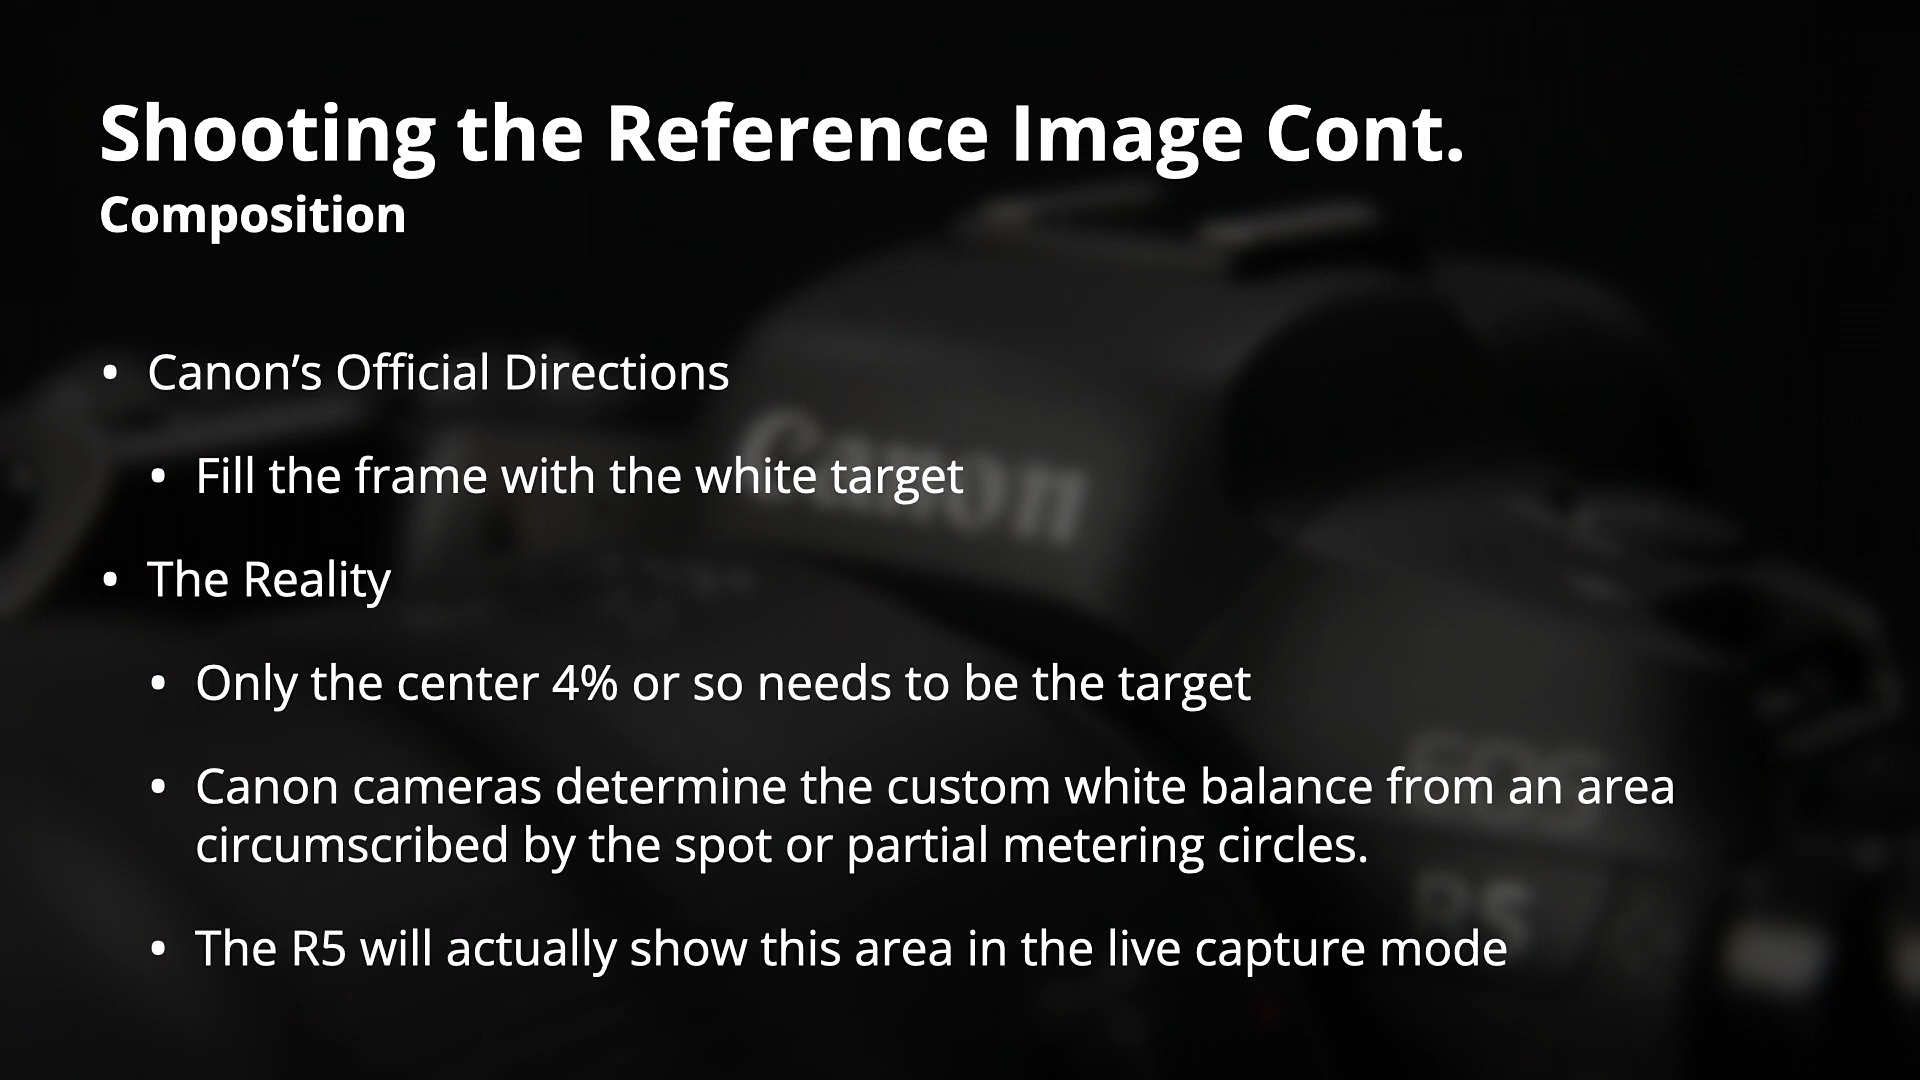 Shooting the Reference Image Cont.
Composition
• Canon’s Official Directions
• Fill the frame with the white target
• The Reality
• Only the center 4% or so needs to be the target
• Canon cameras determine the custom white balance from an area
circumscribed by the spot or partial metering circles.
• The R5 will actually show this area in the live capture mode
Canon
EOS
R5